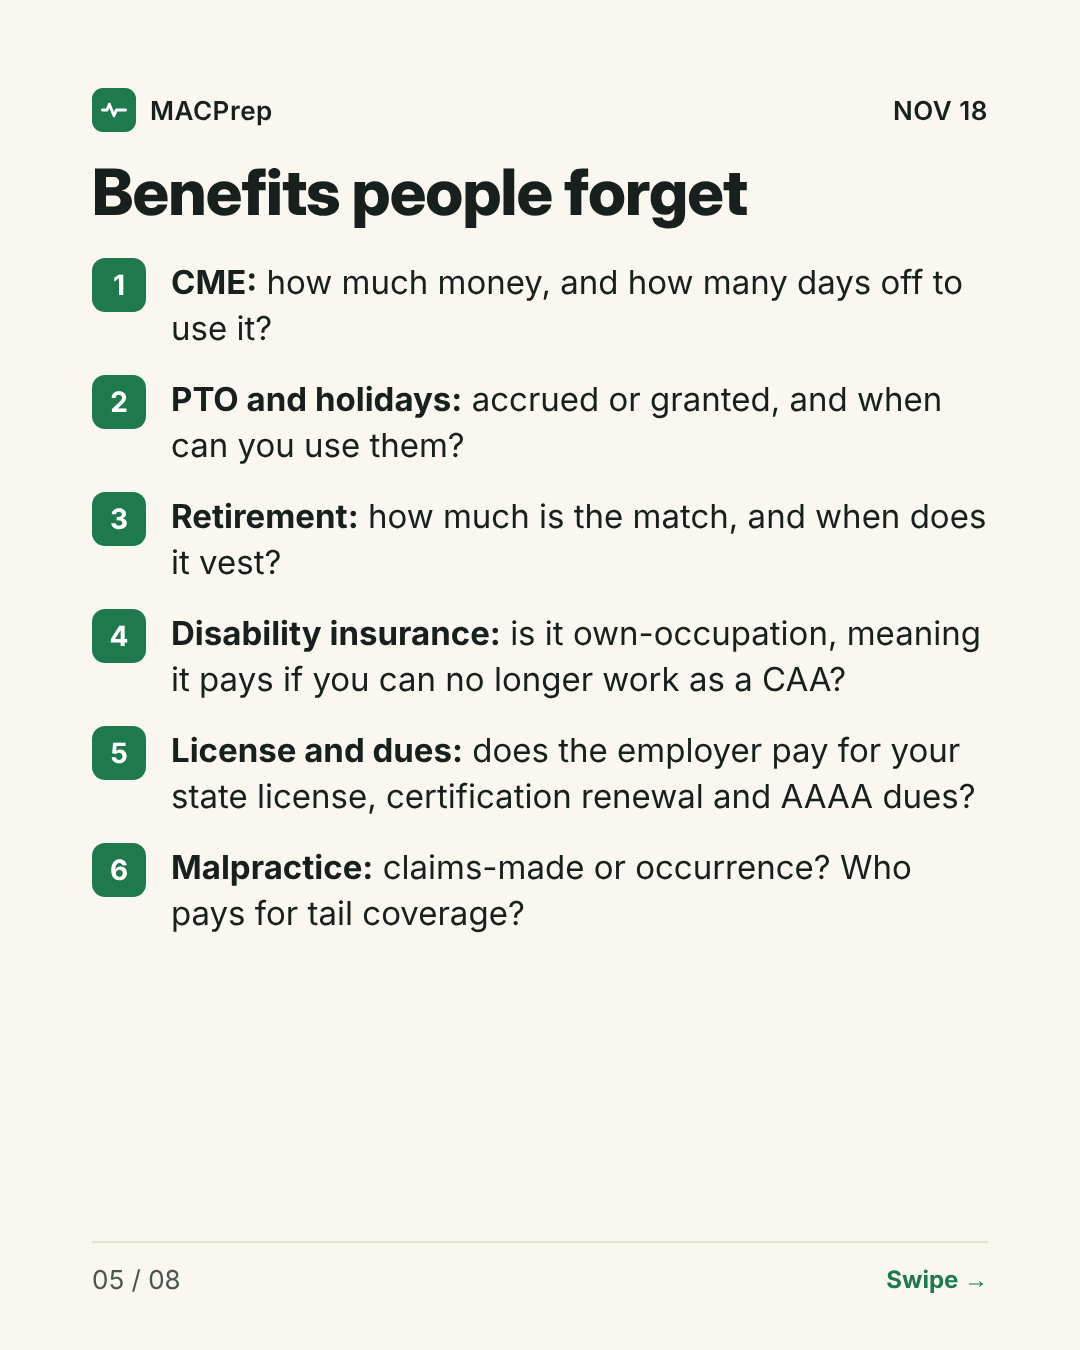 MACPrep
NOV 18
Benefits people forget
1
CME: how much money, and how many days off to
use it?
2
PTO and holidays: accrued or granted, and when
can you use them?
3
Retirement: how much is the match, and when does
it vest?
4
Disability insurance: is it own-occupation, meaning
it pays if you can no longer work as a CAA?
5
License and dues: does the employer pay for your
state license, certification renewal and AAAA dues?
6
Malpractice: claims-made or occurrence? Who
pays for tail coverage?
05 / 08
Swipe →